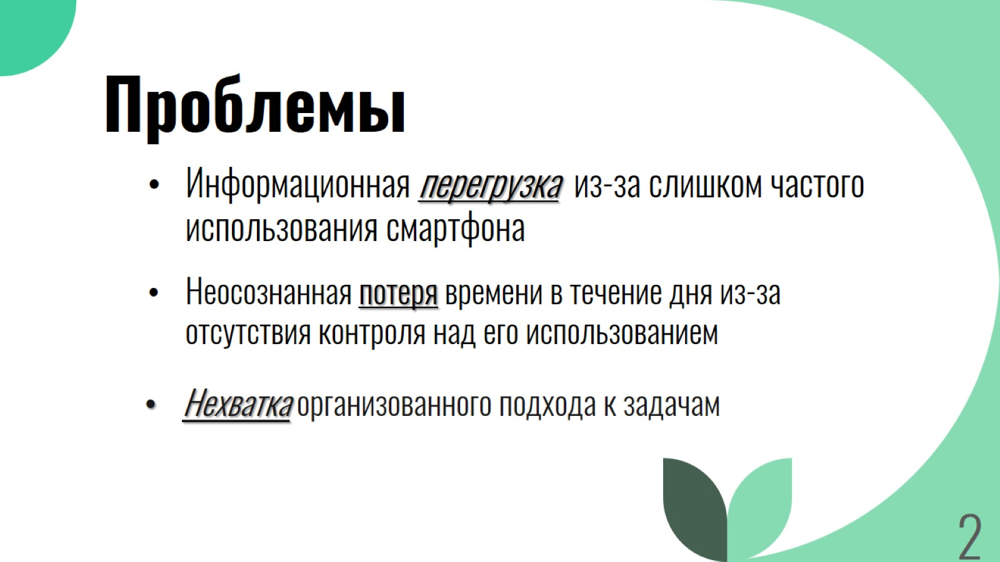 Проблемы
• Информационная перегрузка из-за слишком частого
использования смартфона
• Неосознанная потеря времени в течение дня из-за
отсутствия контроля над его использованием
• Нехватка организованного подхода к задачам
2